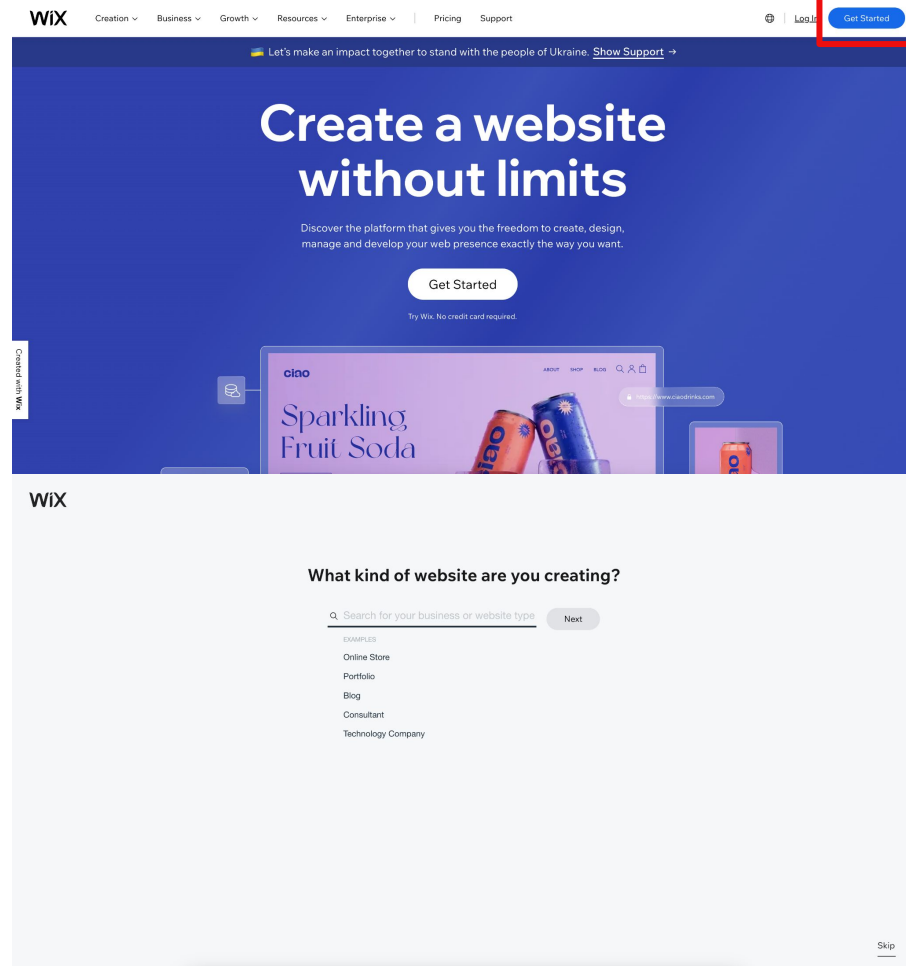 WiX
Creation Business Growth Resources Enterprise Pricing Support
Get Started
Let's make an impact together to stand with the people of Ukraine. Show Support →
Create a website
without limits
Discover the platform that gives you the freedom to create, design,
manage and develop your web presence exactly the way you want.
Get Started
Try Wix. No credit card required.
Created with Wix
ciao
ABOUT SHOP BLOG
https://www.ciaodrinks.com
Sparkling
Fruit Soda
WiX
What kind of website are you creating?
Search for your business or website type
Next
EXAMPLES
Online Store
Portfolio
Blog
Consultant
Technology Company
Skip